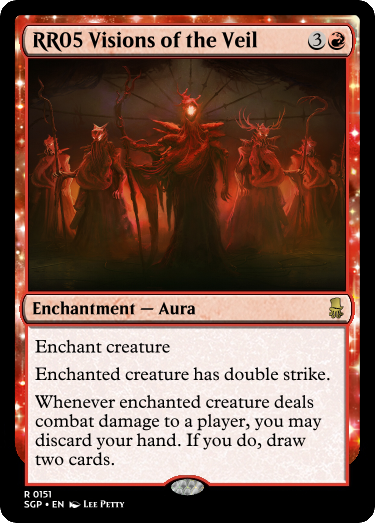 RR05 Visions of the Veil 3
Enchantment — Aura
Enchant creature
Enchanted creature has double strike.
Whenever enchanted creature deals
combat damage to a player, you may
discard your hand. If you do, draw
two cards.
R 0151
SGP • EN Lee Petty